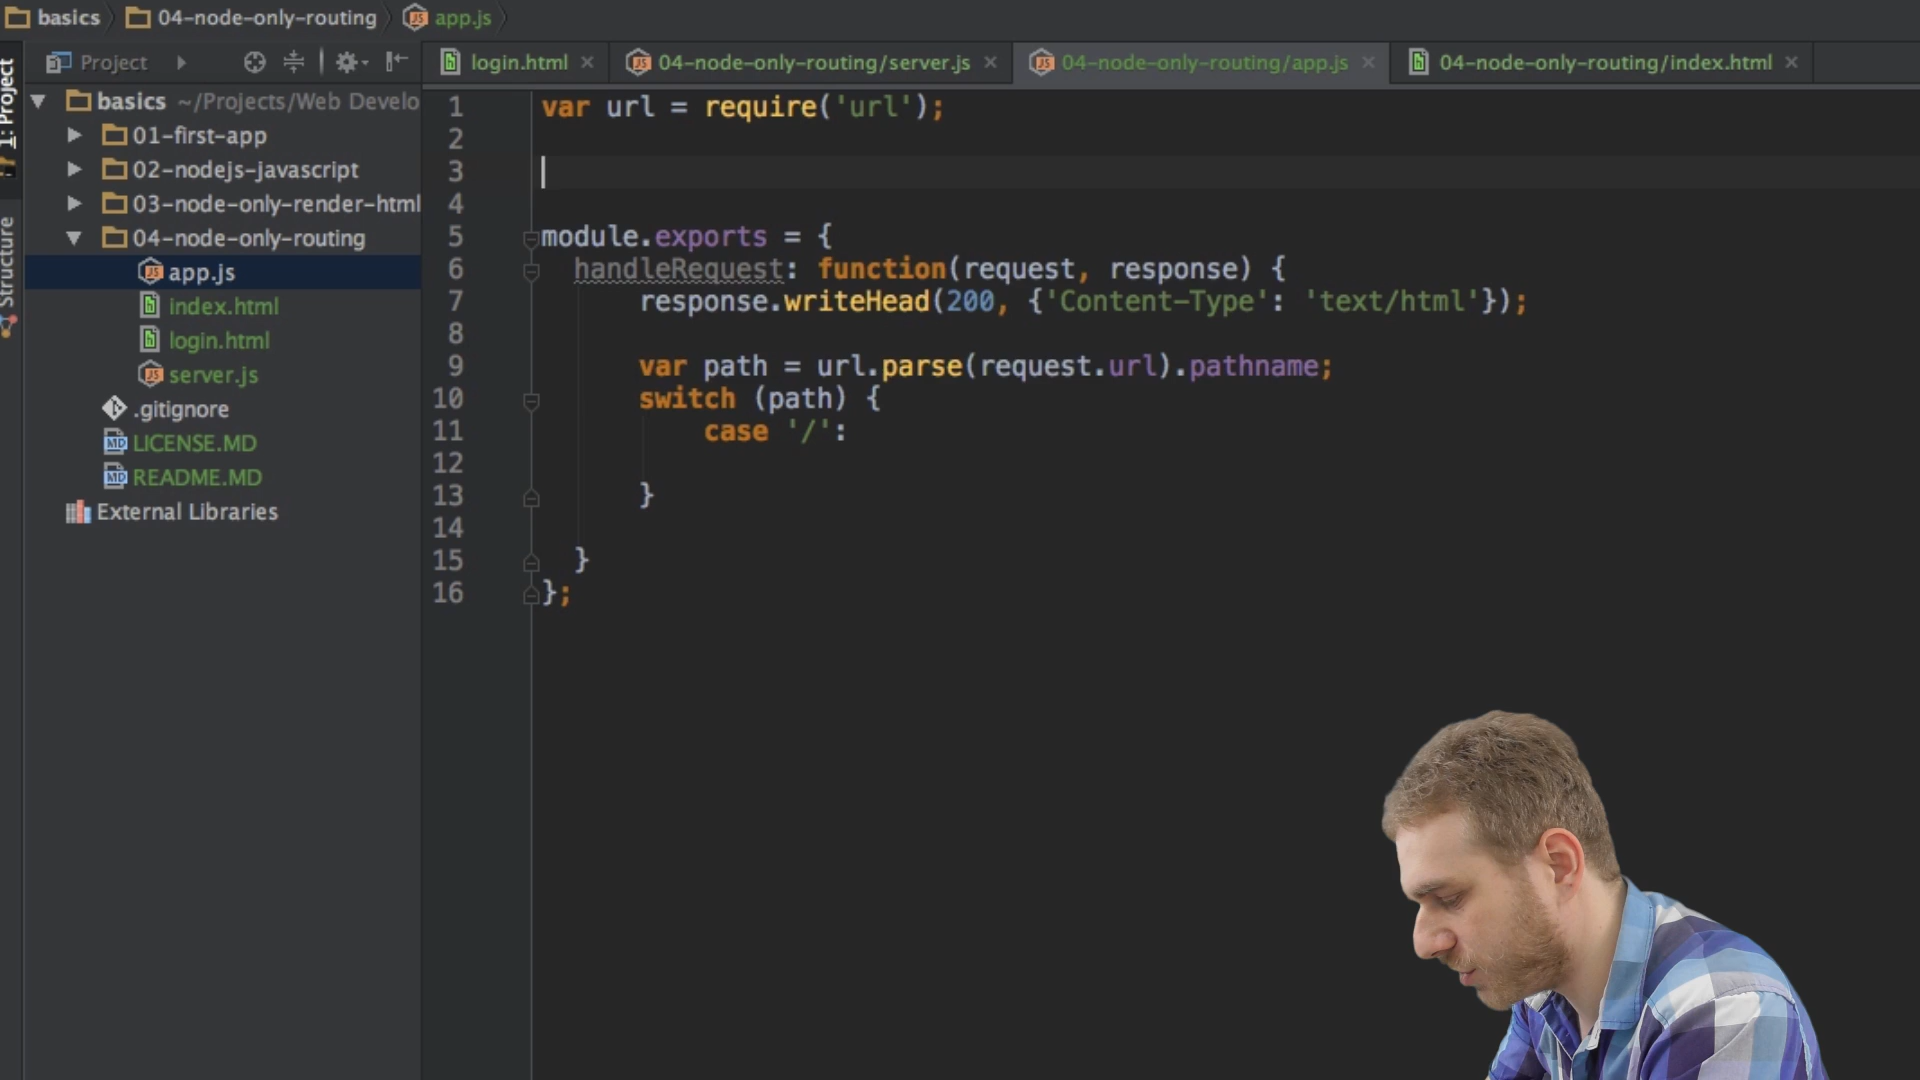 basics 04-node-only-routing app.js
1: Project
Structure
Project
login.html 04-node-only-routing/server.js 04-node-only-routing/app.js 04-node-only-routing/index.html
basics ~/Projects/Web Develo
01-first-app
02-nodejs-javascript
03-node-only-render-html
04-node-only-routing
app.js
index.html
login.html
server.js
.gitignore
LICENSE.MD
README.MD
External Libraries
1 var url = require('url');
2
3
4
5 module.exports = {
6 handleRequest: function(request, response) {
7 response.writeHead(200, {'Content-Type': 'text/html'});
8
9 var path = url.parse(request.url).pathname;
10 switch (path) {
11 case '/':
12
13 }
14
15 }
16 };